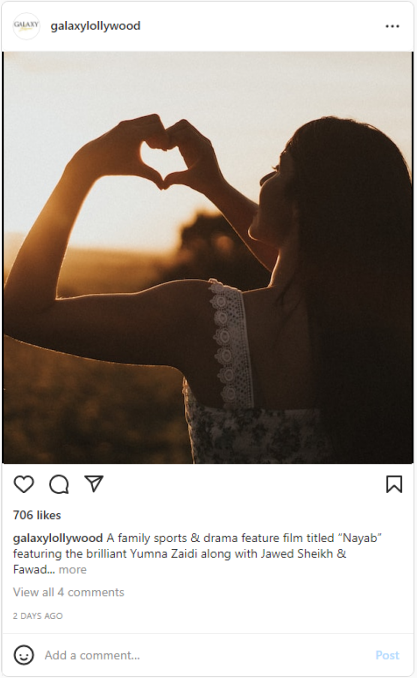 GALAXY
galaxylollywood
706 likes
galaxylollywood A family sports & drama feature film titled “Nayab”
featuring the brilliant Yumna Zaidi along with Jawed Sheikh &
Fawad... more
View all 4 comments
2 DAYS AGO
Add a comment...
Post